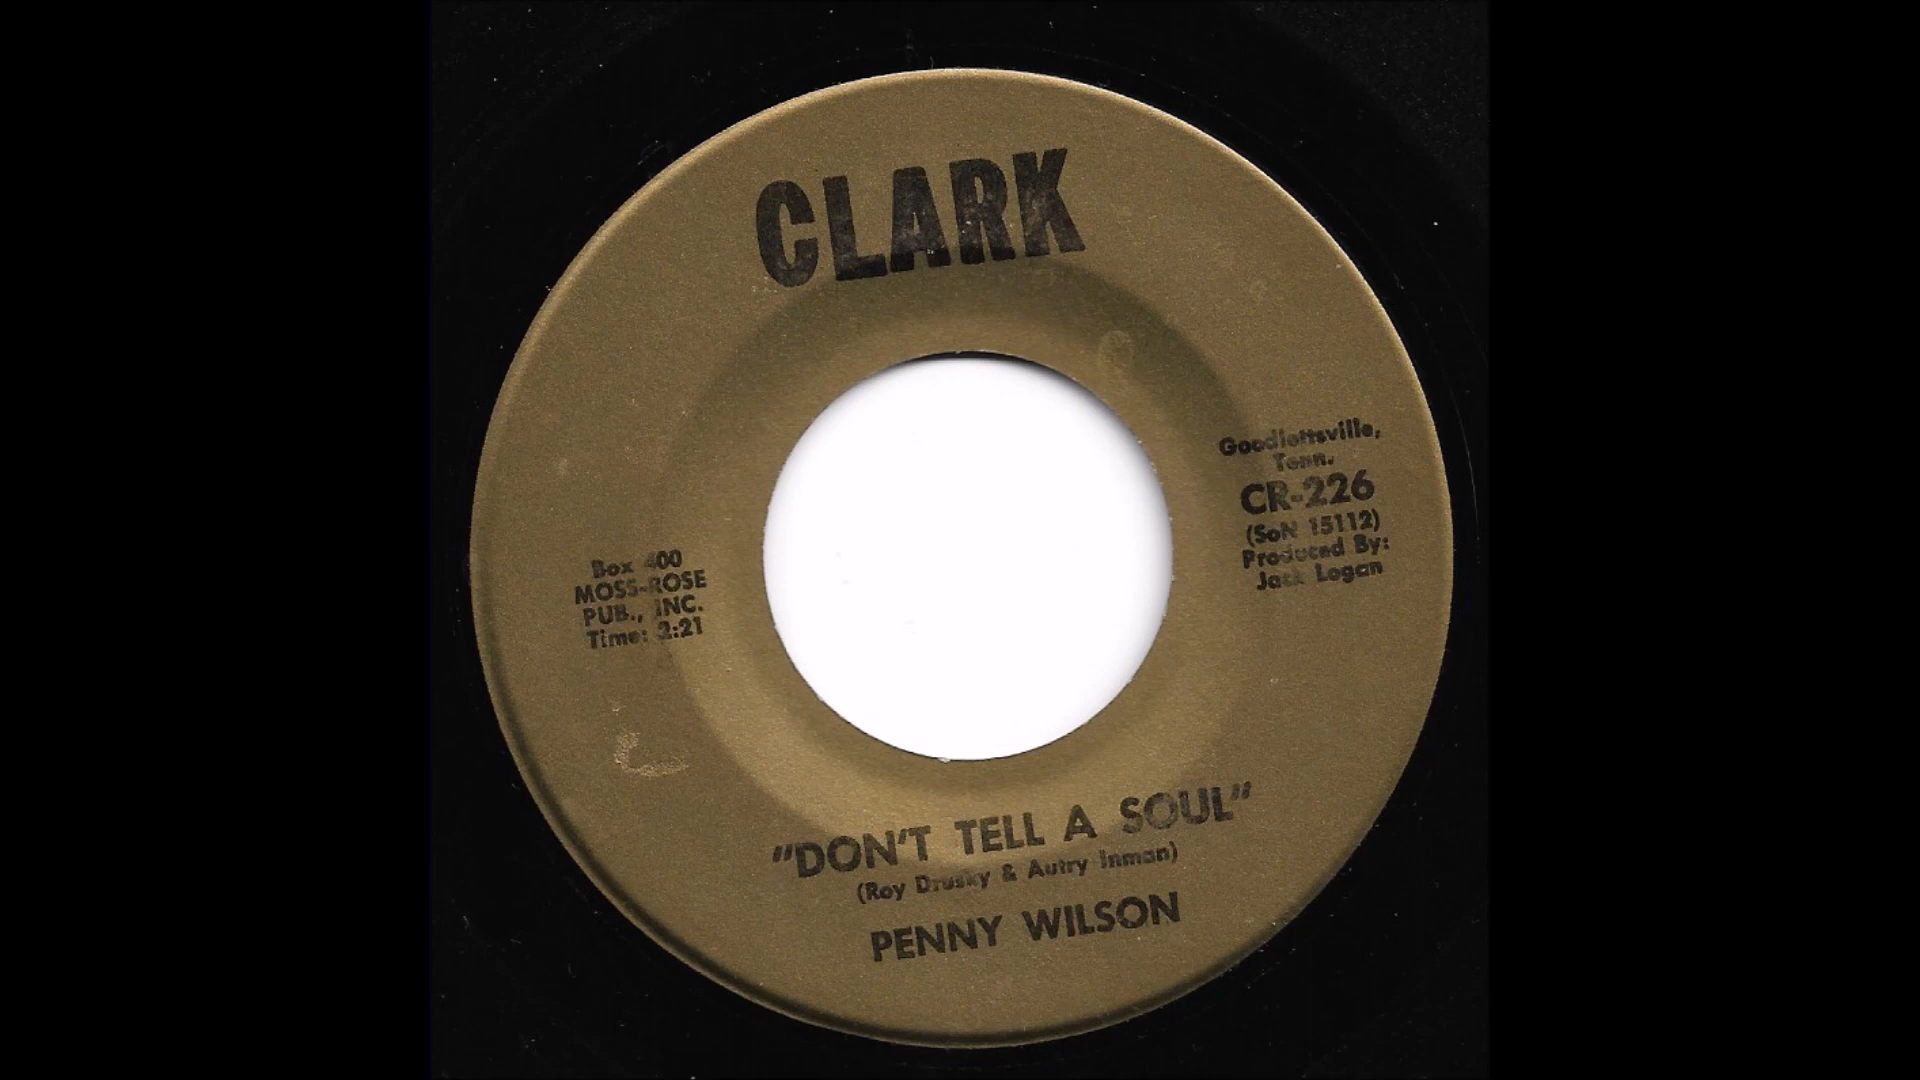 CLARK
Goodlettsville,
Tenn.
CR-226
(SoN 15112)
Produced By:
Jack Logan
Box 400
MOSS-ROSE
PUB., INC.
Time: 2:21
"DON'T TELL A SOUL"
(Roy Drusky & Autry Inman)
PENNY WILSON